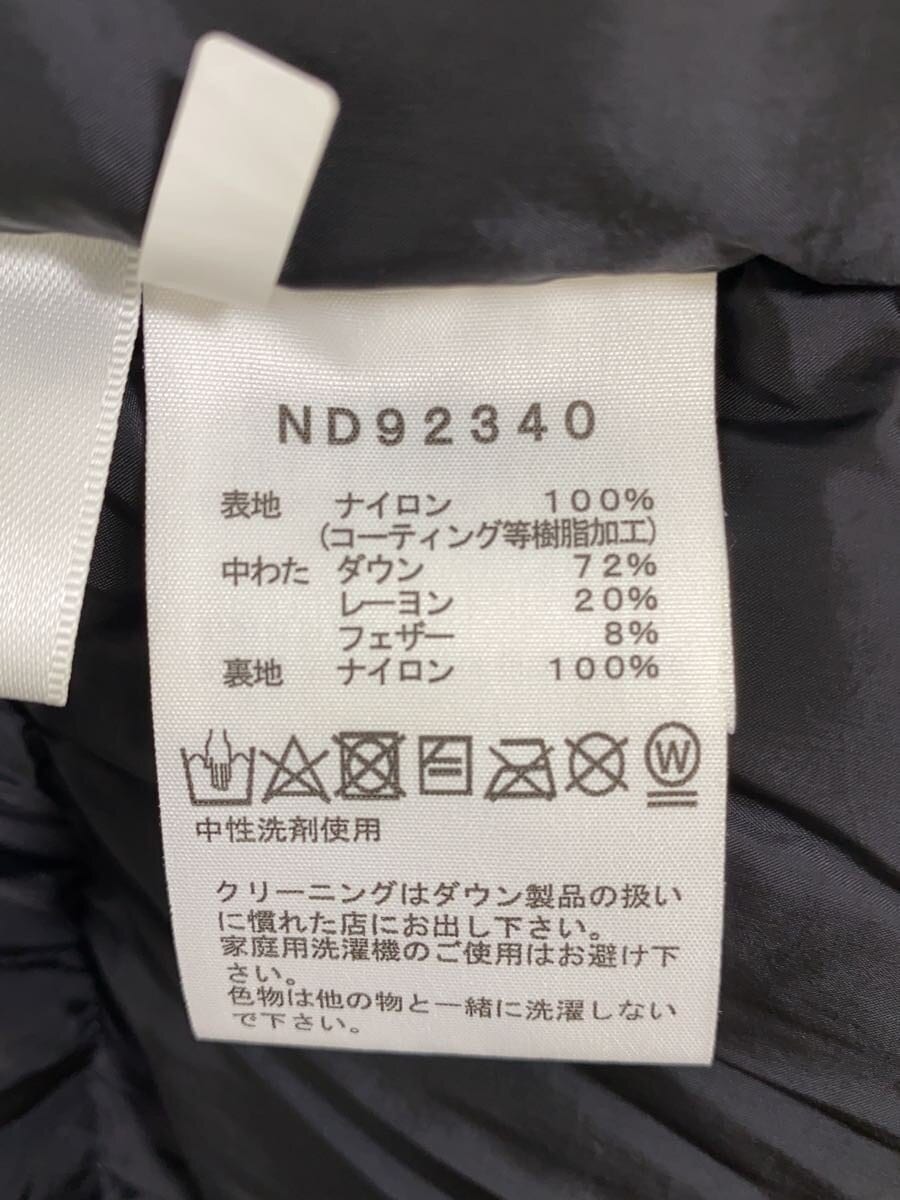 ND92340
表地 ナイロン 100%
(コーティング等樹脂加工)
中わた ダウン 72%
レーヨン 20%
フェザー 8%
裏地 ナイロン 100%
W
中性洗剤使用
クリーニングはダウン製品の扱い
に慣れた店にお出し下さい。
家庭用洗濯機のご使用はお避け下
さい。
色物は他の物と一緒に洗濯しない
で下さい。